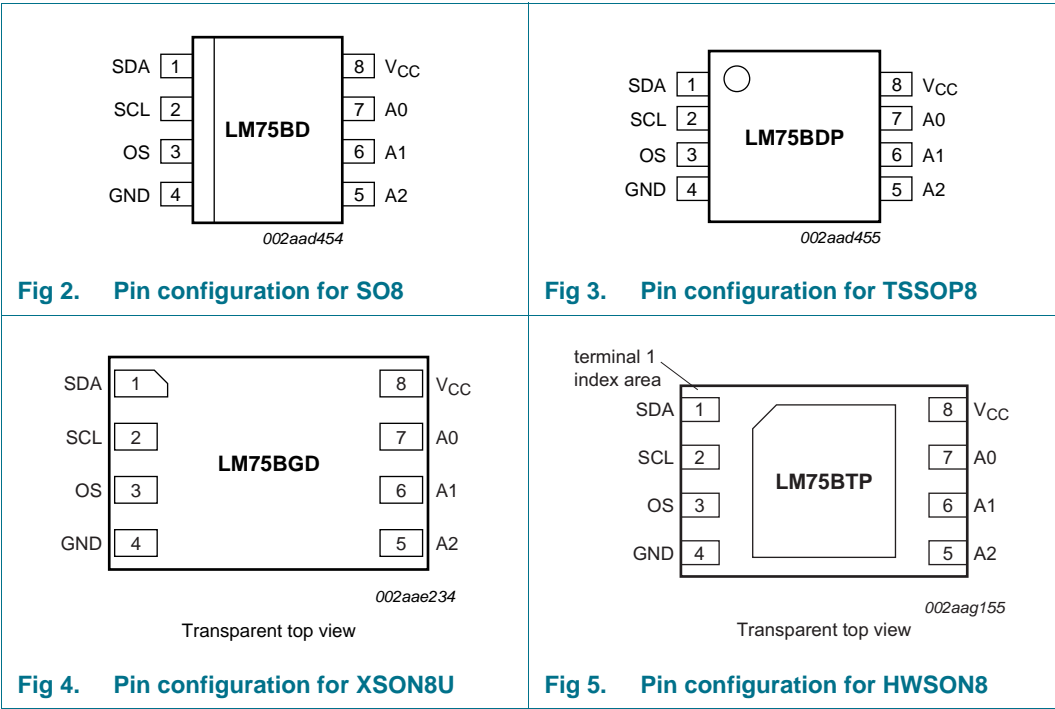 SDA 1 8 VCC
SCL 2 7 A0
LM75BD
OS 3 6 A1
GND 4 5 A2
002aad454
Fig 2. Pin configuration for SO8
SDA 1 8 VCC
SCL 2 7 A0
LM75BDP
OS 3 6 A1
GND 4 5 A2
002aad455
Fig 3. Pin configuration for TSSOP8
SDA 1 8 VCC
SCL 2 7 A0
LM75BGD
OS 3 6 A1
GND 4 5 A2
002aae234
Transparent top view
Fig 4. Pin configuration for XSON8U
terminal 1
index area
SDA 1 8 VCC
SCL 2 7 A0
LM75BTP
OS 3 6 A1
GND 4 5 A2
002aag155
Transparent top view
Fig 5. Pin configuration for HWSON8